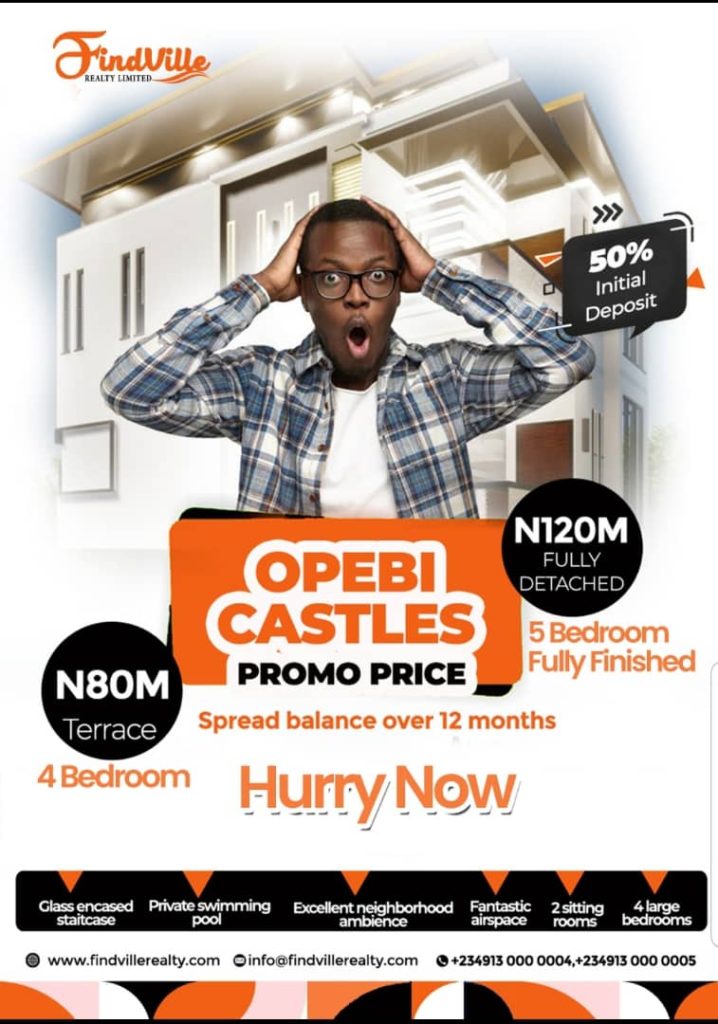 FindVille
REALTY LIMITED
50%
Initial
Deposit
OPEBI
CASTLES
PROMO PRICE
N120M
FULLY
DETACHED
5 Bedroom
Fully Finished
N80M
Terrace
4 Bedroom
Spread balance over 12 months
Hurry Now
Glass encased
staitcase
Private swimming
pool
Excellent neighborhood
ambience
Fantastic
airspace
2 sitting
rooms
4 large
bedrooms
www.findvillerealty.com info@findvillerealty.com +234913 000 0004,+234913 000 0005